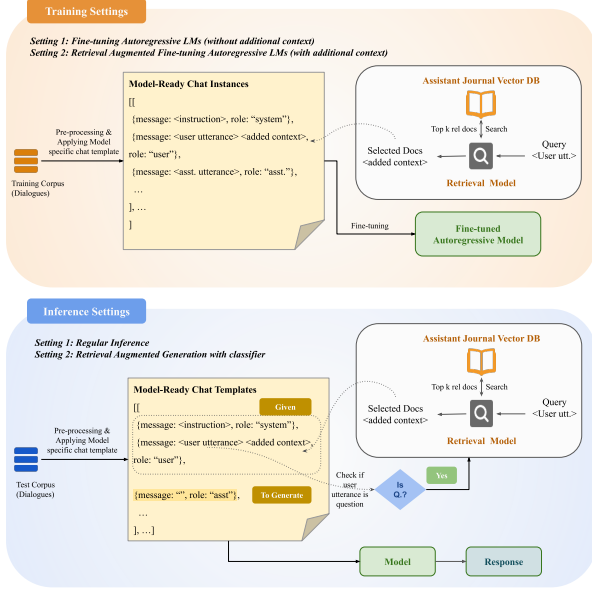 Training Settings
Setting 1: Fine-tuning Autoregressive LMs (without additional context)
Setting 2: Retrieval Augmented Fine-tuning Autoregressive LMs (with additional context)
Pre-processing &
Applying Model
specific chat template
Training Corpus
(Dialogues)
Model-Ready Chat Instances
[[
{message: <instruction>, role: “system”},
{message: <user utterance> <added context>,
role: “user”},
{message: <asst. utterance>, role: “asst.”},
…
], …
]
Assistant Journal Vector DB
Top k rel docs
Search
Selected Docs
<added context>
Query
<User utt.>
Retrieval Model
Fine-tuning
Fine-tuned
Autoregressive Model
Inference Settings
Setting 1: Regular Inference
Setting 2: Retrieval Augmented Generation with classifier
Pre-processing &
Applying Model
specific chat template
Test Corpus
(Dialogues)
Model-Ready Chat Templates
[[
Given
{message: <instruction>, role: “system”},
{message: <user utterance> <added context>,
role: “user”},
{message: “”, role: “asst”},
To Generate
…
], …]
Assistant Journal Vector DB
Top k rel docs
Search
Selected Docs
<added context>
Query
<User utt.>
Retrieval Model
Check if
user
utterance is
question
Is
Q.?
Yes
Model
Response